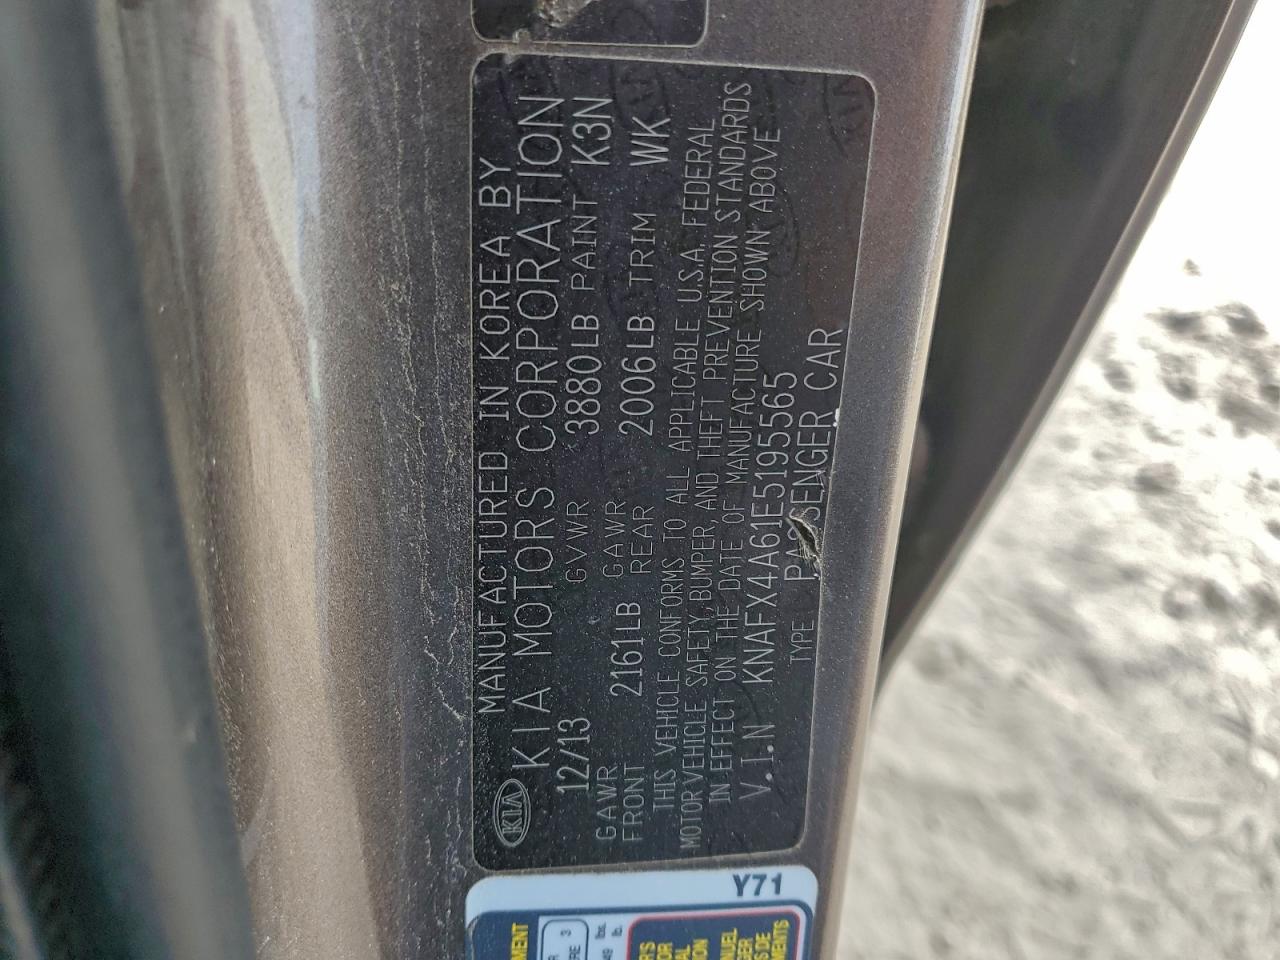 MANUFACTURED IN KOREA BY
KIA KIA MOTORS CORPORATION
12/13 GVWR 3880LB PAINT K3N
GAWR FRONT 2161LB GAWR REAR 2006LB TRIM WK
THIS VEHICLE CONFORMS TO ALL APPLICABLE U.S.A. FEDERAL
MOTOR VEHICLE SAFETY, BUMPER, AND THEFT PREVENTION STANDARDS
IN EFFECT ON THE DATE OF MANUFACTURE SHOWN ABOVE
V.I.N KNAFX4A61E5195565
TYPE PASSENGER CAR
Y71